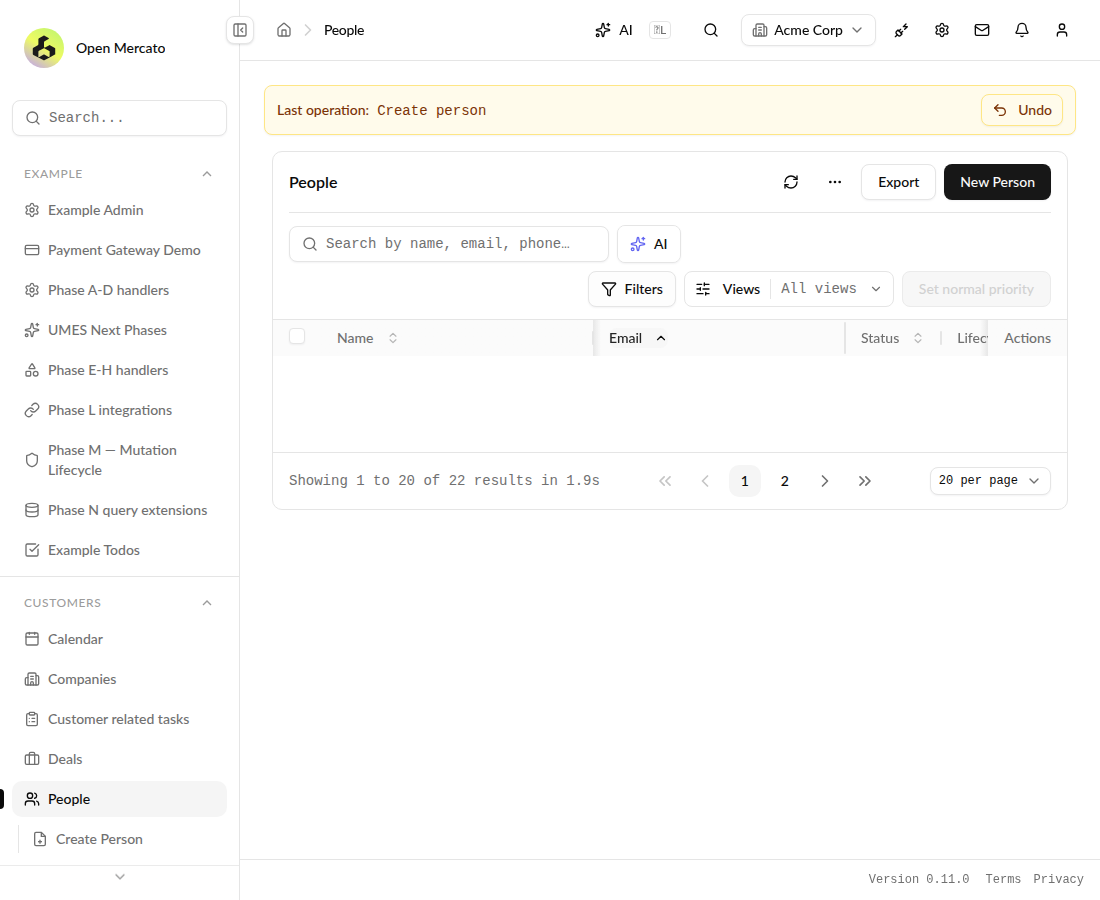 Open Mercato
Search...
EXAMPLE
Example Admin
Payment Gateway Demo
Phase A-D handlers
UMES Next Phases
Phase E-H handlers
Phase L integrations
Phase M — Mutation
Lifecycle
Phase N query extensions
Example Todos
CUSTOMERS
Calendar
Companies
Customer related tasks
Deals
People
Create Person
People
AI
L
Acme Corp
Last operation: Create person
Undo
People
Export
New Person
Search by name, email, phone…
AI
Filters
Views
All views
Set normal priority
Name
Email
Status
Lifec
Actions
Showing 1 to 20 of 22 results in 1.9s
1
2
20 per page
Version 0.11.0
Terms
Privacy